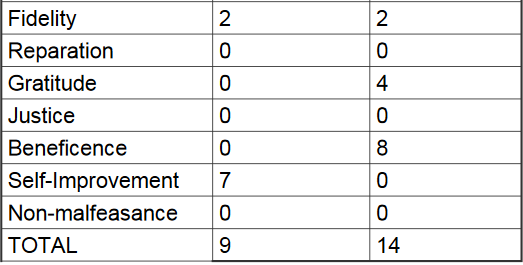 Fidelity 2 2
Reparation 0 0
Gratitude 0 4
Justice 0 0
Beneficence 0 8
Self-Improvement 7 0
Non-malfeasance 0 0
TOTAL 9 14